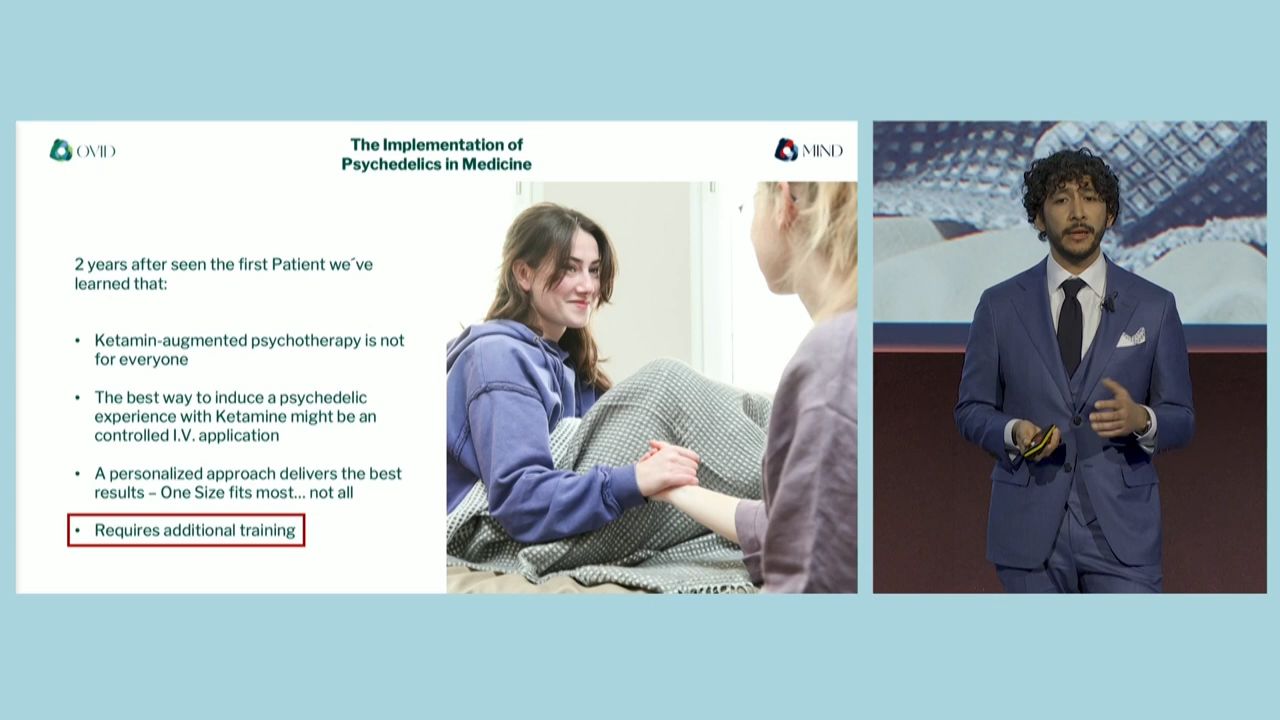 OVID
The Implementation of
Psychedelics in Medicine
MIND
2 years after seen the first Patient we´ve
learned that:
• Ketamin-augmented psychotherapy is not
for everyone
• The best way to induce a psychedelic
experience with Ketamine might be an
controlled I.V. application
• A personalized approach delivers the best
results – One Size fits most... not all
• Requires additional training